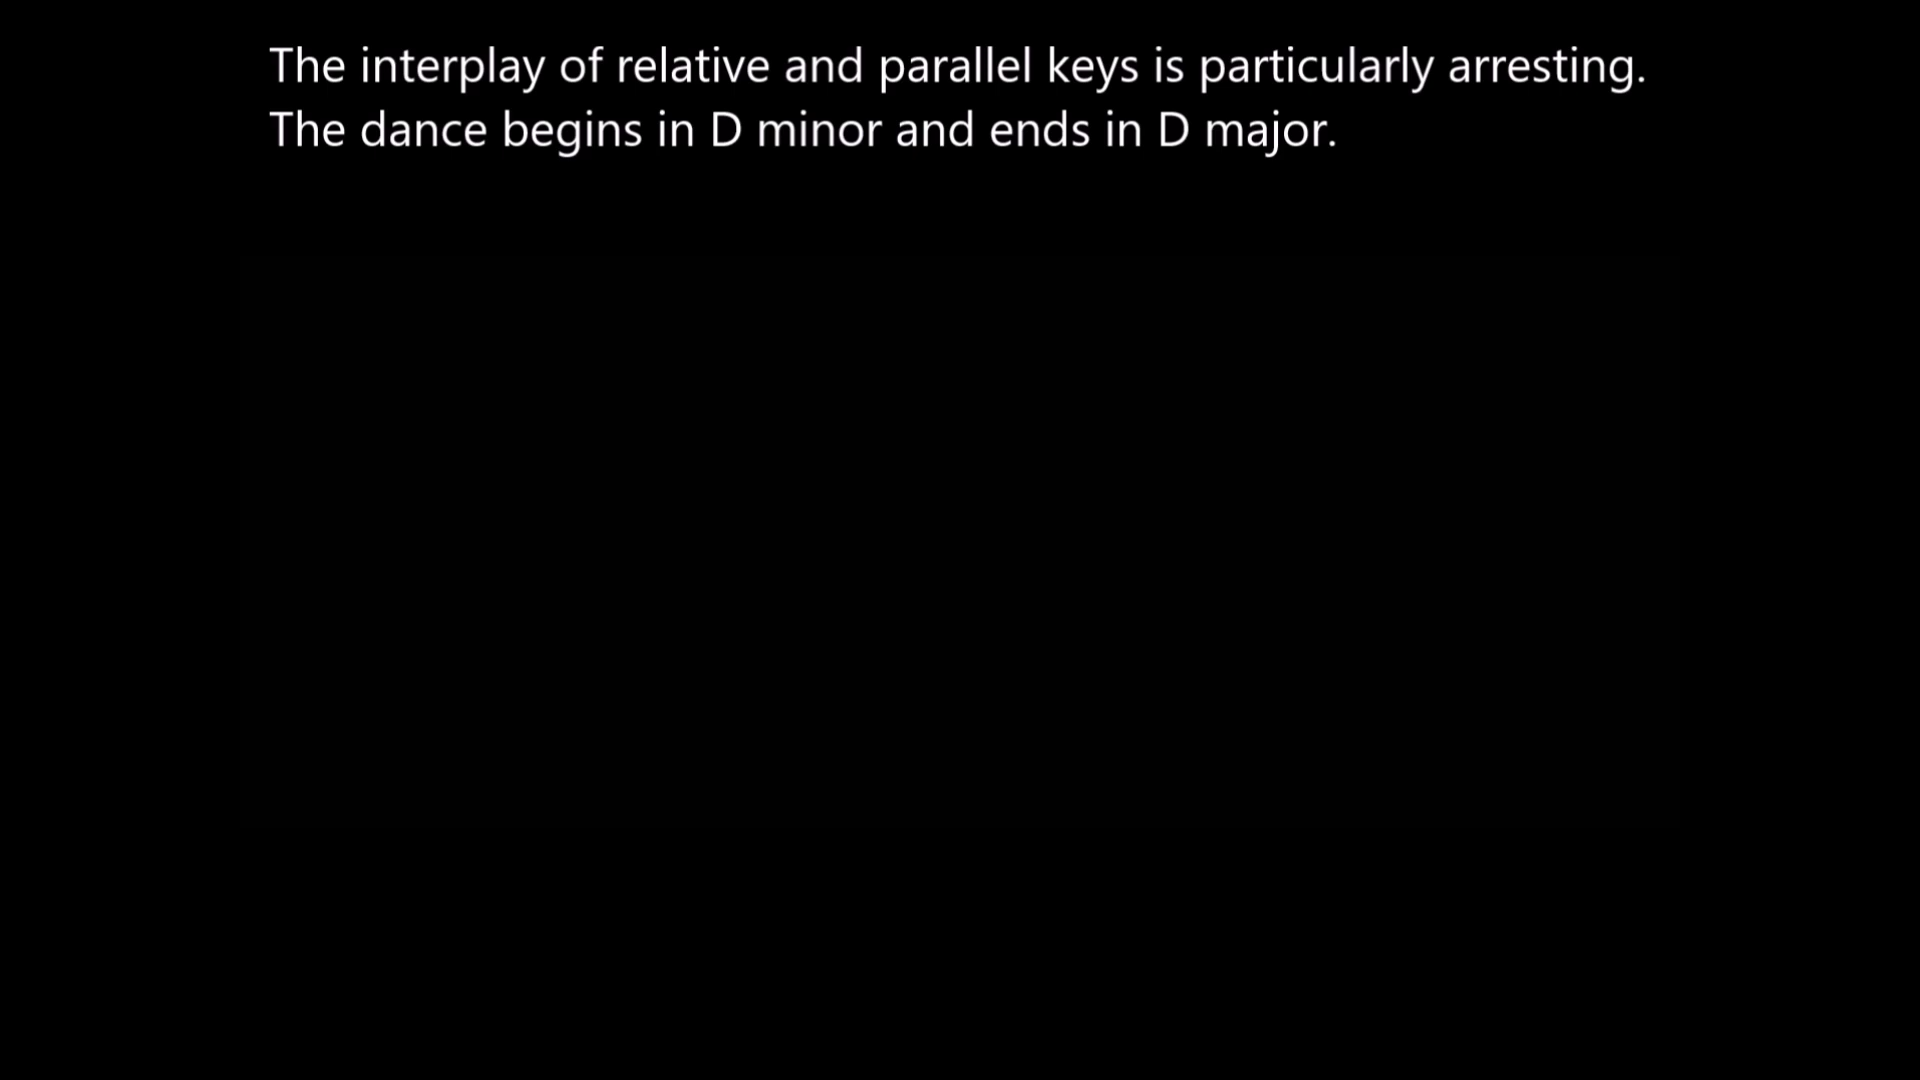 The interplay of relative and parallel keys is particularly arresting.
The dance begins in D minor and ends in D major.